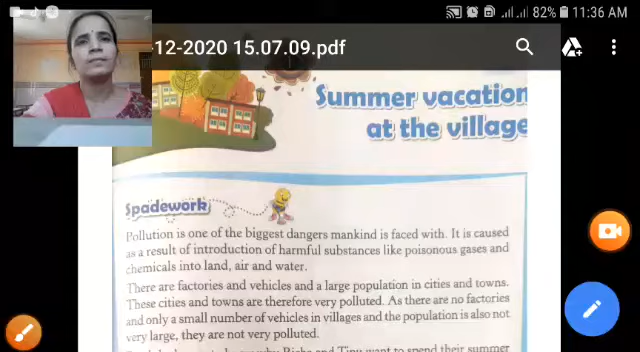 82% 11:36 AM
-12-2020 15.07.09.pdf
Summer vacation
at the village
Spadework
Pollution is one of the biggest dangers mankind is faced with. It is caused
as a result of introduction of harmful substances like poisonous gases and
chemicals into land, air and water.
There are factories and vehicles and a large population in cities and towns.
These cities and towns are therefore very polluted. As there are no factories
and only a small number of vehicles in villages and the population is also not
very large, they are not very polluted.
want to spend their summer